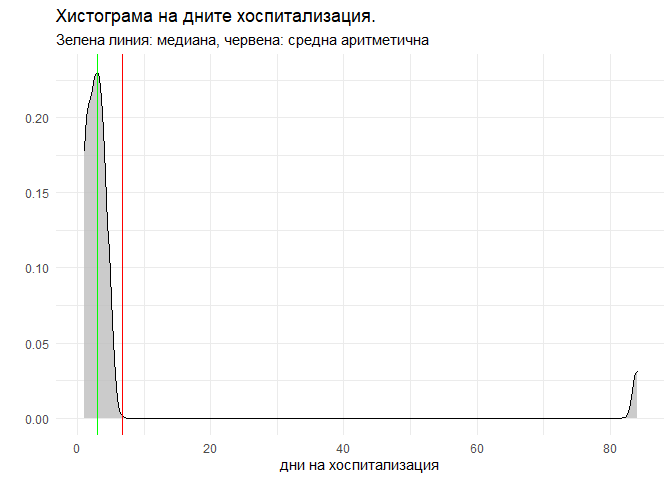 Хистограма на дните хоспитализация.
Зелена линия: медиана, червена: средна аритметична
0.20
0.15
0.10
0.05
0.00
0 20 40 60 80
дни на хоспитализация